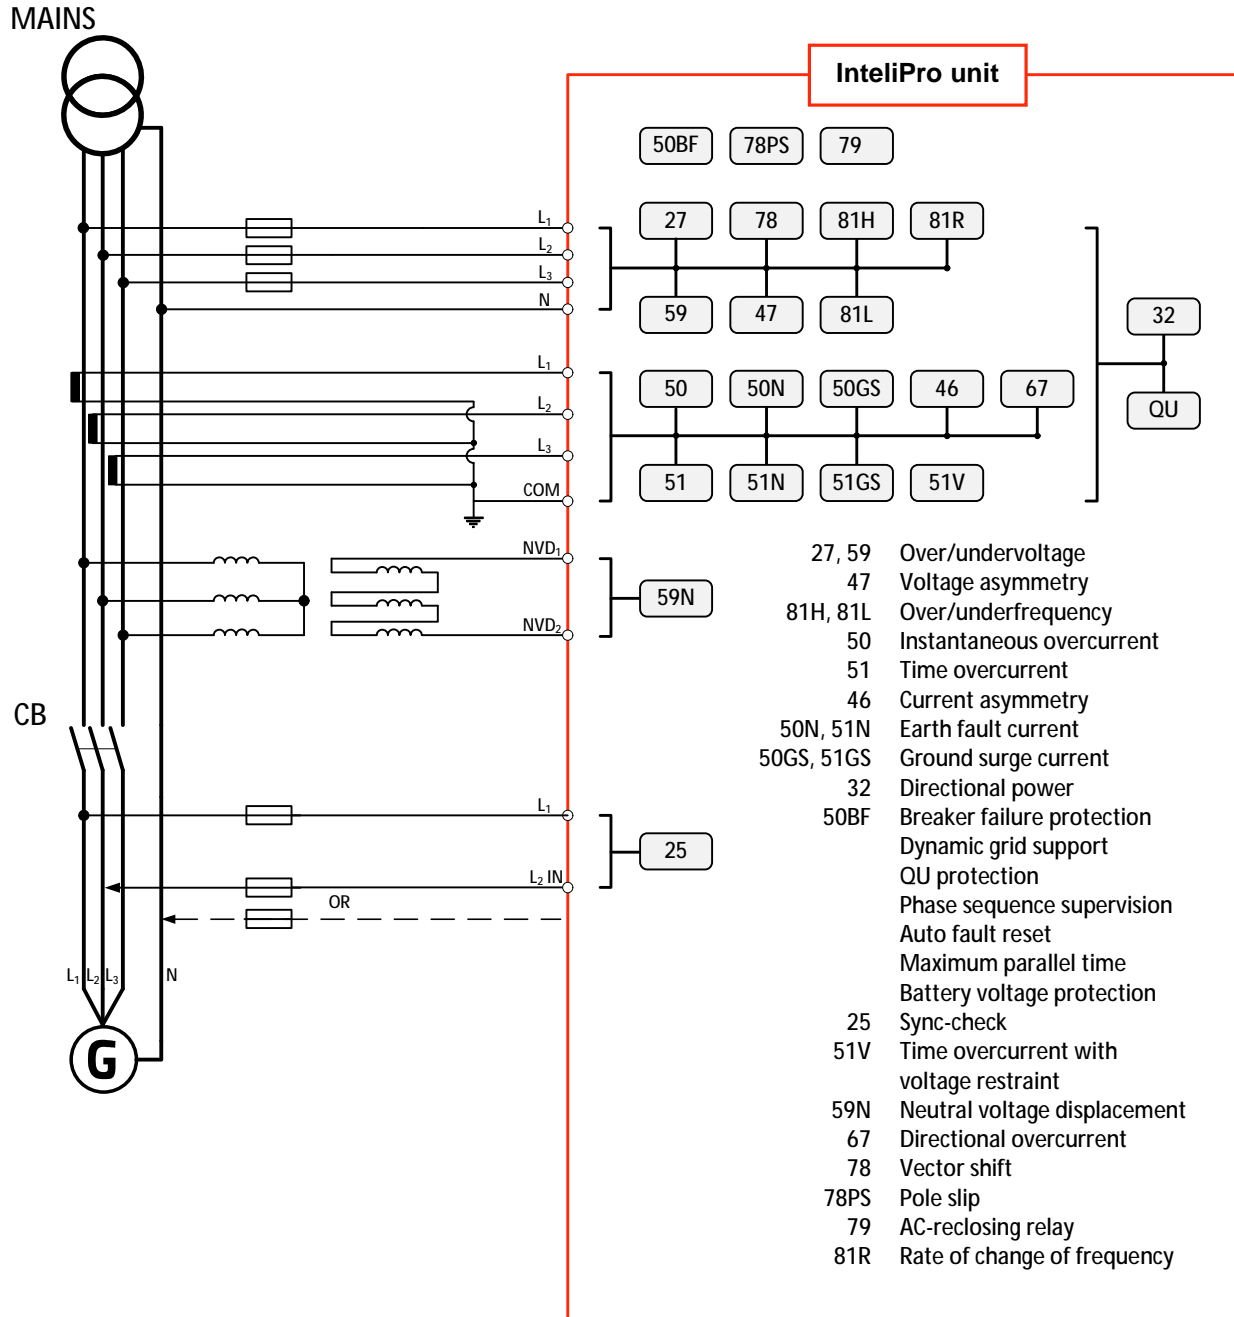 MAINS
InteliPro unit
50BF 78PS 79
L1
27 78 81H 81R
L2
L3
N
59 47 81L
32
L1
50 50N 50GS 46 67
L2
QU
L3
51 51N 51GS 51V
COM
NVD1
59N
NVD2
27, 59 Over/undervoltage
47 Voltage asymmetry
81H, 81L Over/underfrequency
50 Instantaneous overcurrent
51 Time overcurrent
46 Current asymmetry
50N, 51N Earth fault current
50GS, 51GS Ground surge current
32 Directional power
50BF Breaker failure protection
Dynamic grid support
QU protection
Phase sequence supervision
Auto fault reset
Maximum parallel time
Battery voltage protection
25 Sync-check
51V Time overcurrent with
voltage restraint
59N Neutral voltage displacement
67 Directional overcurrent
78 Vector shift
78PS Pole slip
79 AC-reclosing relay
81R Rate of change of frequency
CB
L1
25
L2 IN
OR
L1 L2 L3 N
G